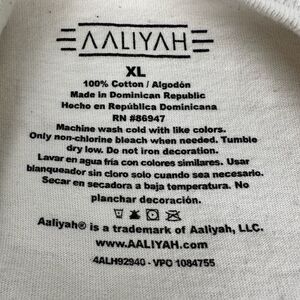 AALIYAH
XL
100% Cotton / Algodón
Made in Dominican Republic
Hecho en República Dominicana
RN #86947
Machine wash cold with like colors.
Only non-chlorine bleach when needed. Tumble
dry low. Do not iron decoration.
Lavar en agua fría con colores similares. Usar
blanqueador sin cloro solo cuando sea necesario.
Secar en secadora a baja temperatura. No
planchar decoración.
Aaliyah® is a trademark of Aaliyah, LLC.
www.AALIYAH.com
4ALH92940 - VPO 1084755